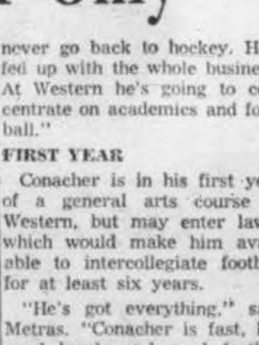 never go back to hockey. H
fed up with the whole busine
At Western he's going to c
centrate on academics and fo
ball."
FIRST YEAR
Conacher is in his first ye
of a general arts course
Western, but may enter law
which would make him ava
able to intercollegiate footb
for at least six years.
"He's got everything," s
Metras. "Conacher is fast,